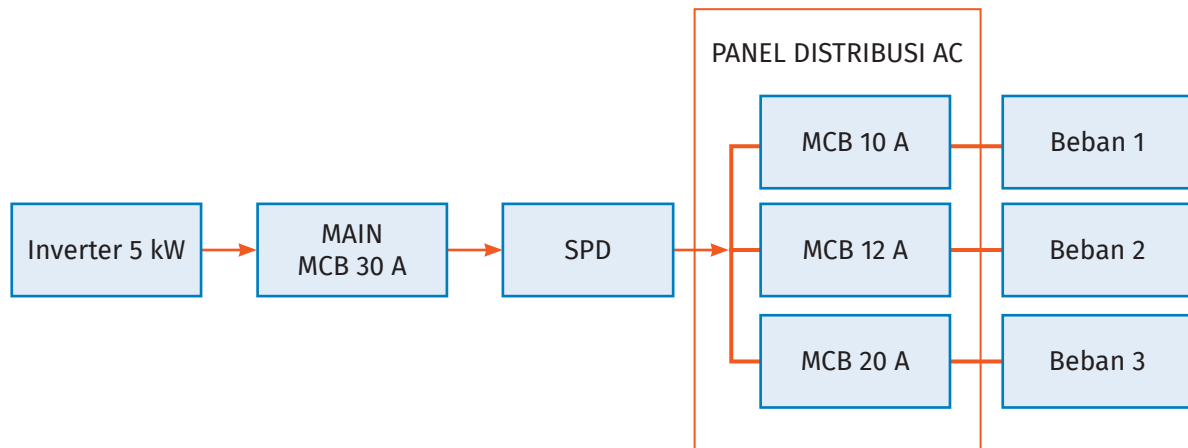 PANEL DISTRIBUSI AC
Inverter 5 kW
MAIN
MCB 30 A
SPD
MCB 10 A
Beban 1
MCB 12 A
Beban 2
MCB 20 A
Beban 3